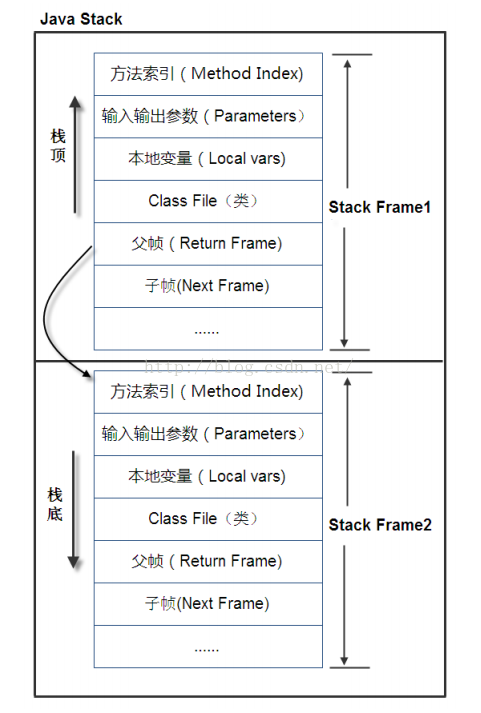 Java Stack
方法索引 ( Method Index)
输入输出参数 ( Parameters）
栈顶
本地变量 ( Local vars)
Class File（类）
Stack Frame1
父帧 ( Return Frame)
子帧(Next Frame)
......
http://blog.csdn.net/
方法索引 ( Method Index)
输入输出参数 ( Parameters）
本地变量 ( Local vars)
栈底
Class File（类）
Stack Frame2
父帧 ( Return Frame)
子帧(Next Frame)
......